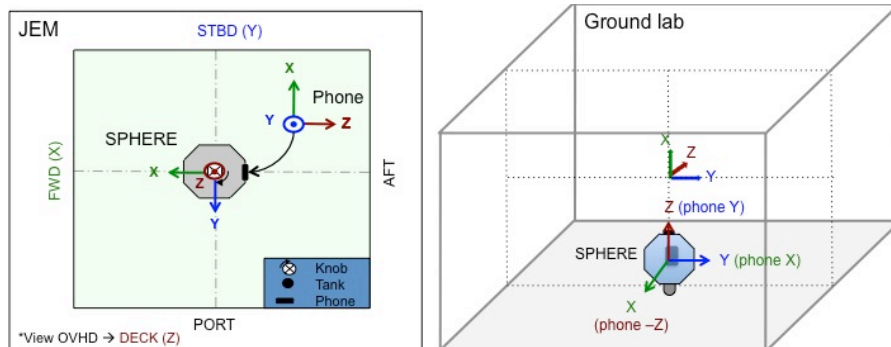 JEM
STBD (Y)
FWD (X)
AFT
PORT
X
Phone
Y
Z
SPHERE
X
Z
Y
Knob
Tank
Phone
*View OVHD → DECK (Z)
Ground lab
X
Z
Y
Z (phone Y)
SPHERE
Y (phone X)
X
(phone –Z)